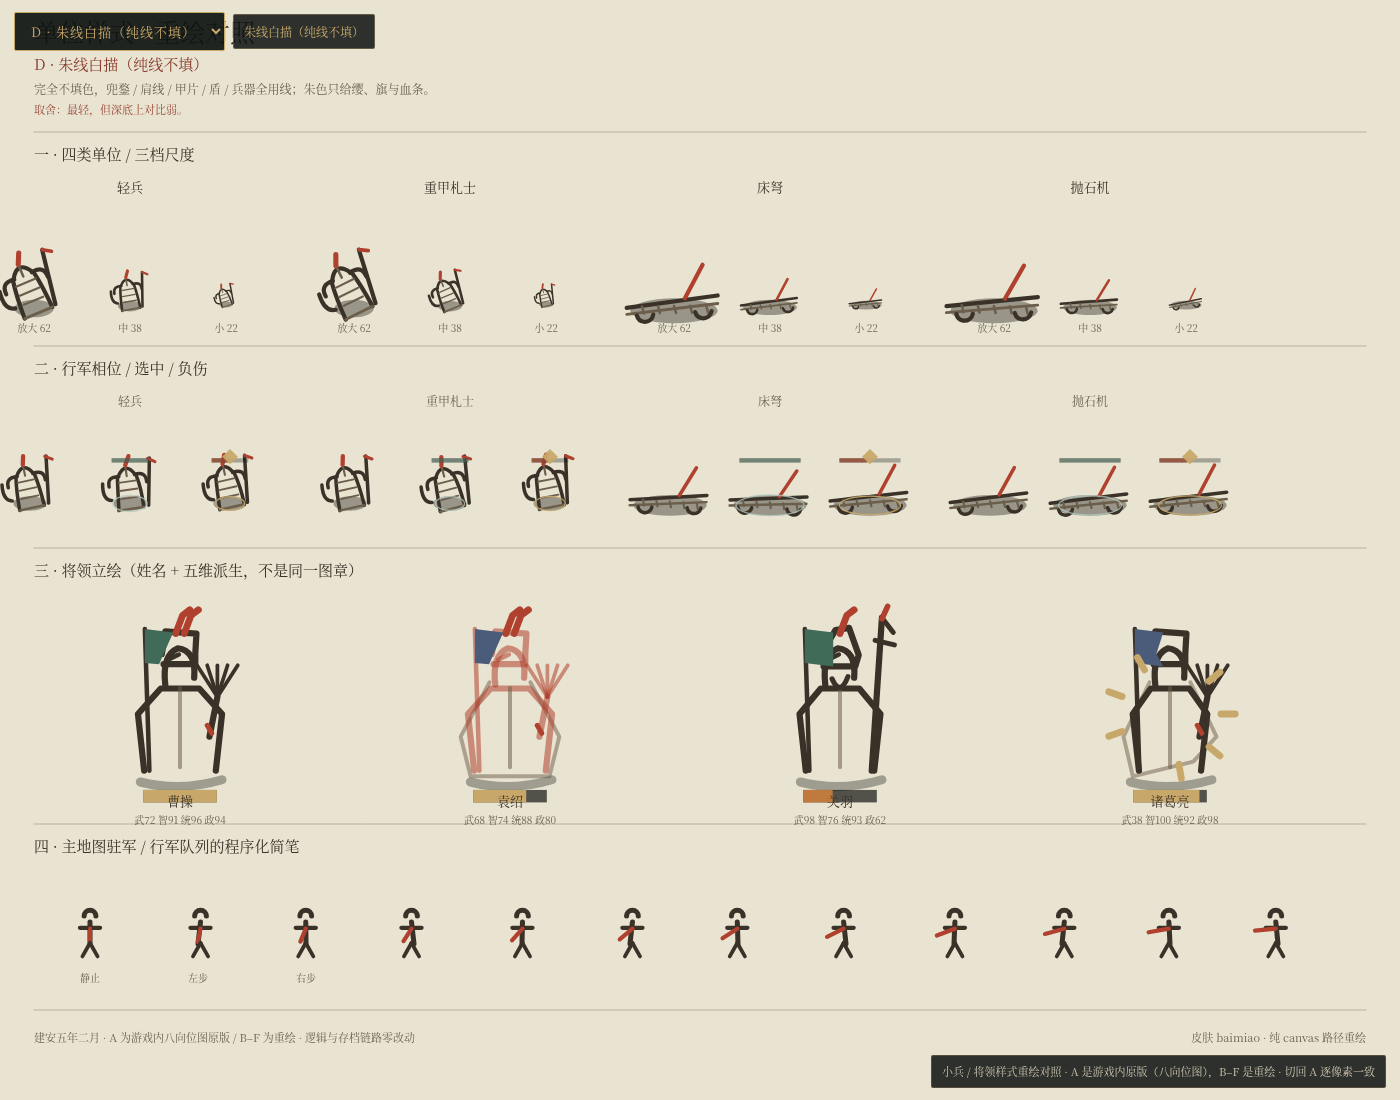 D · 朱线白描（纯线不填）
朱线白描（纯线不填）
D · 朱线白描（纯线不填）
完全不填色，兜鍪 / 肩线 / 甲片 / 盾 / 兵器全用线；朱色只给缨、旗与血条。
取舍：最轻，但深底上对比弱。
一 · 四类单位 / 三档尺度
轻兵 重甲札士 床弩 抛石机
放大 62 中 38 小 22 放大 62 中 38 小 22 放大 62 中 38 小 22 放大 62 中 38 小 22
二 · 行军相位 / 选中 / 负伤
轻兵 重甲札士 床弩 抛石机
三 · 将领立绘（姓名 + 五维派生，不是同一图章）
曹操 袁绍 关羽 诸葛亮
武72 智91 统96 政94 武68 智74 统88 政80 武98 智76 统93 政62 武38 智100 统92 政98
四 · 主地图驻军 / 行军队列的程序化简笔
静止 左步 右步
建安五年二月 · A 为游戏内八向位图原版 / B–F 为重绘 · 逻辑与存档链路零改动
皮肤 baimiao · 纯 canvas 路径重绘
小兵 / 将领样式重绘对照 · A 是游戏内原版（八向位图），B–F 是重绘 · 切回 A 逐像素一致